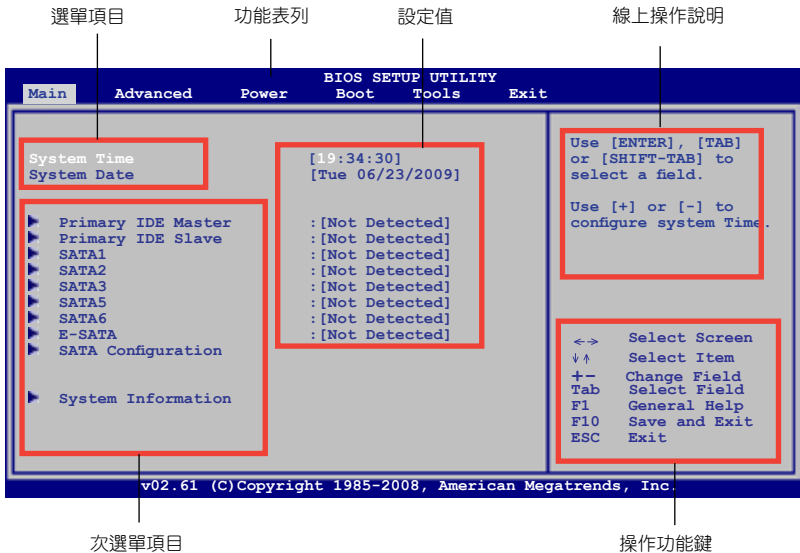 選單項目 功能表列 設定值 線上操作說明
BIOS SETUP UTILITY
Main Advanced Power Boot Tools Exit
System Time [19:34:30]
System Date [Tue 06/23/2009]
Primary IDE Master :[Not Detected]
Primary IDE Slave :[Not Detected]
SATA1 :[Not Detected]
SATA2 :[Not Detected]
SATA3 :[Not Detected]
SATA5 :[Not Detected]
SATA6 :[Not Detected]
E-SATA :[Not Detected]
SATA Configuration
System Information
Use [ENTER], [TAB]
or [SHIFT-TAB] to
select a field.
Use [+] or [-] to
configure system Time.
←→ Select Screen
↓↑ Select Item
+- Change Field
Tab Select Field
F1 General Help
F10 Save and Exit
ESC Exit
v02.61 (C)Copyright 1985-2008, American Megatrends, Inc.
次選單項目 操作功能鍵